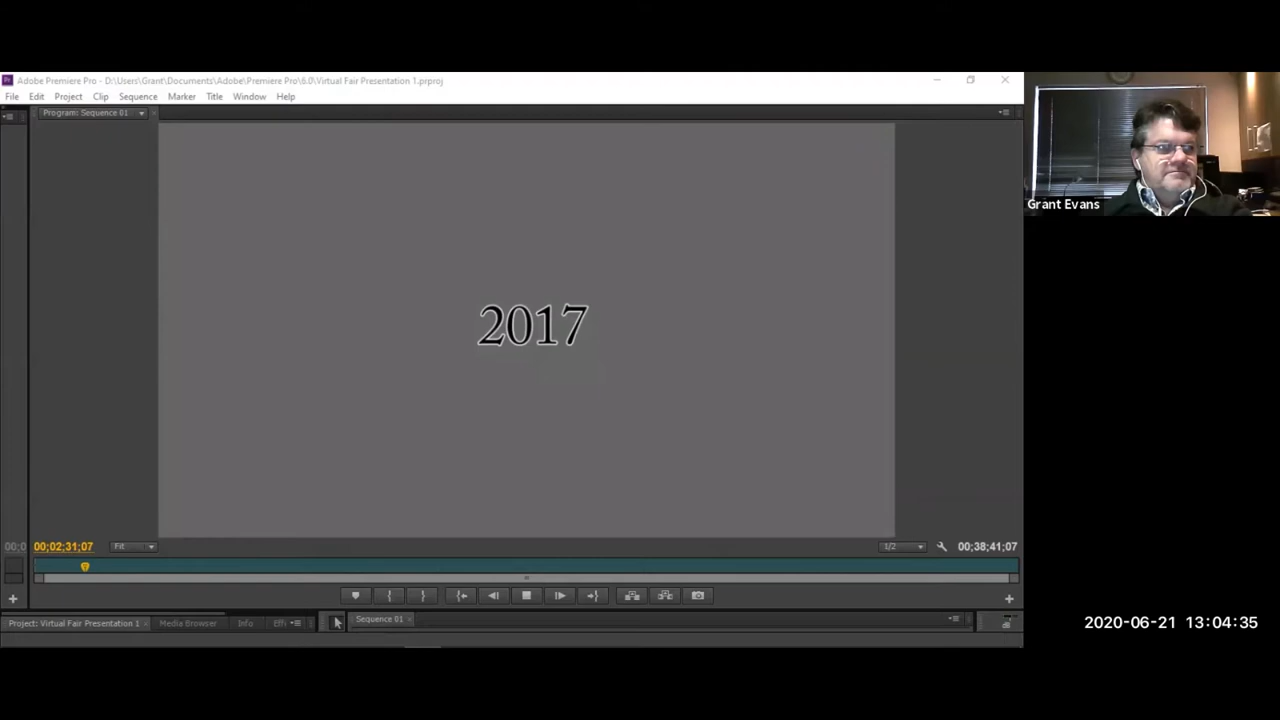 Adobe Premiere Pro - D:\Users\Grant\Documents\Adobe\Premiere Pro\6.0\Virtual Fair Presentation 1.prproj
File Edit Project Clip Sequence Marker Title Window Help
Program: Sequence 01
Grant Evans
2017
00;0 00;02;31;07 Fit 1/2 00;38;41;07
Project: Virtual Fair Presentation 1 Media Browser Info Eff Sequence 01
2020-06-21 13:04:35